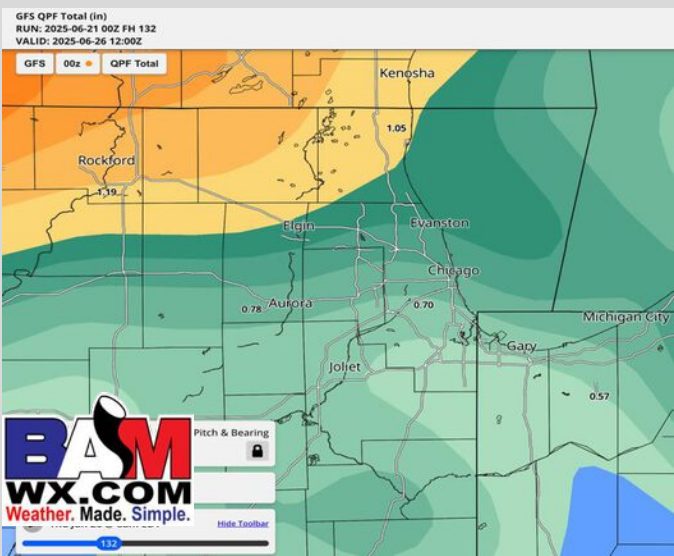 GFS QPF Total (in)
RUN: 2025-06-21 00Z FH 132
VALID: 2025-06-26 12:00Z
GFS 00z QPF Total
Kenosha
1.05
Rockford
1.19
Elgin
Evanston
Chicago
0.78 Aurora
0.70
Michigan City
Gary
Joliet
0.57
Pitch & Bearing
BAM
WX.COM
Weather. Made. Simple.
Hide Toolbar
132